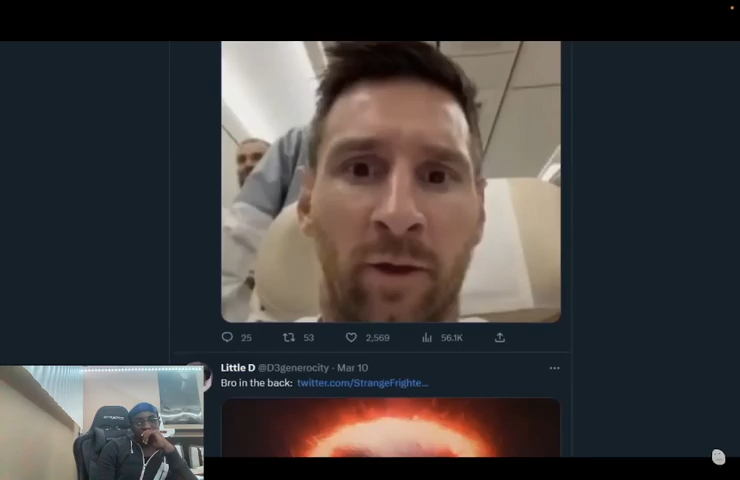 25 53 2,569 56.1K
Little D @D3generocity · Mar 10 ...
Bro in the back: twitter.com/StrangeFrighte...